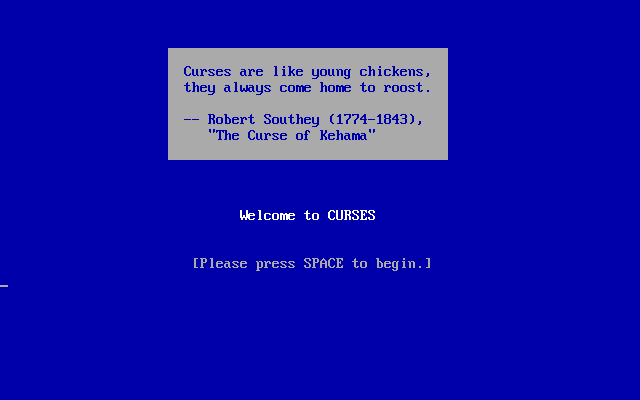 Curses are like young chickens,
they always come home to roost.
-- Robert Southey (1774-1843),
"The Curse of Kehama"
Welcome to CURSES
[Please press SPACE to begin.]